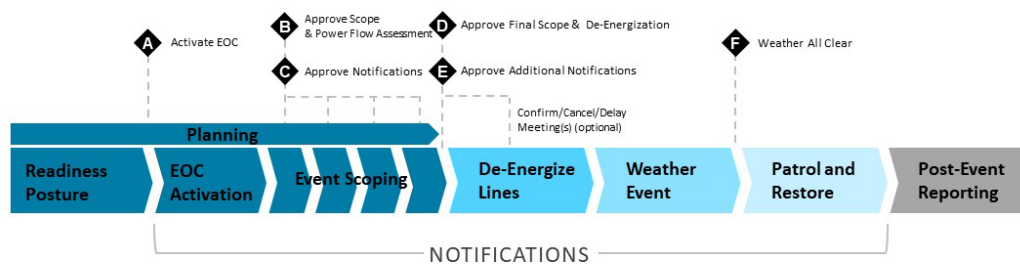 A Activate EOC
B Approve Scope
& Power Flow Assessment
C Approve Notifications
D Approve Final Scope & De-Energization
E Approve Additional Notifications
Confirm/Cancel/Delay
Meeting(s) (optional)
F Weather All Clear
Planning
Readiness
Posture
EOC
Activation
Event Scoping
De-Energize
Lines
Weather
Event
Patrol and
Restore
Post-Event
Reporting
NOTIFICATIONS